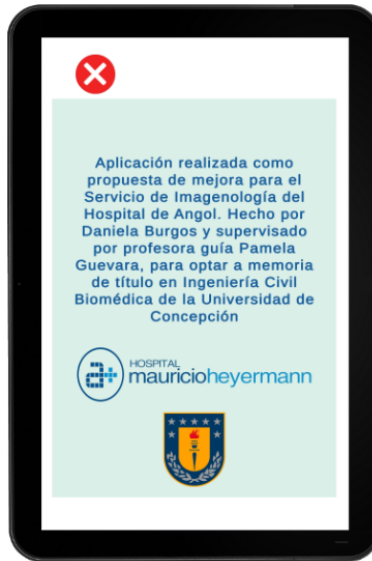 Aplicación realizada como
propuesta de mejora para el
Servicio de Imagenología del
Hospital de Angol. Hecho por
Daniela Burgos y supervisado
por profesora guía Pamela
Guevara, para optar a memoria
de título en Ingeniería Civil
Biomédica de la Universidad de
Concepción
a+
HOSPITAL
mauricioheyermann